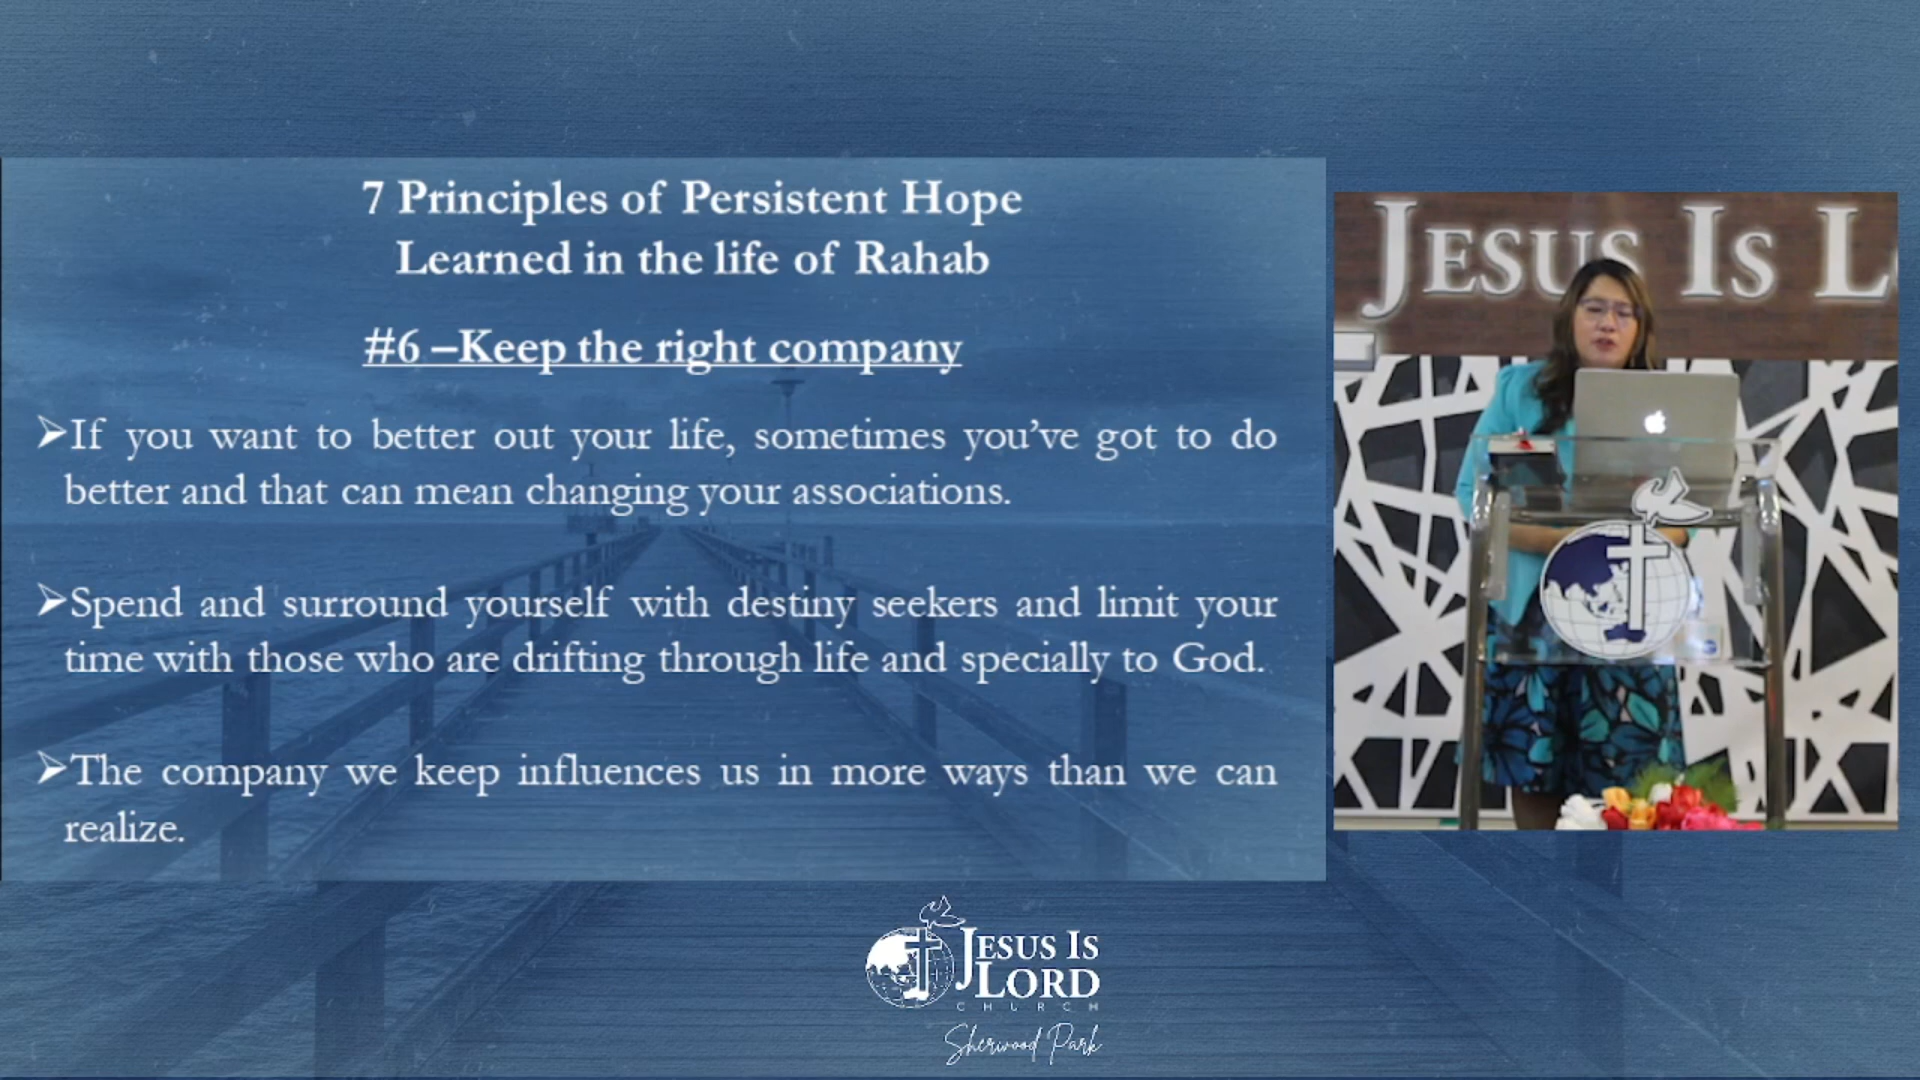 7 Principles of Persistent Hope
Learned in the life of Rahab
#6 –Keep the right company
➢If you want to better out your life, sometimes you've got to do
better and that can mean changing your associations.
➢Spend and surround yourself with destiny seekers and limit your
time with those who are drifting through life and specially to God.
➢The company we keep influences us in more ways than we can
realize.
JESUS IS L
JESUS IS
LORD
CHURCH
Sherwood Park